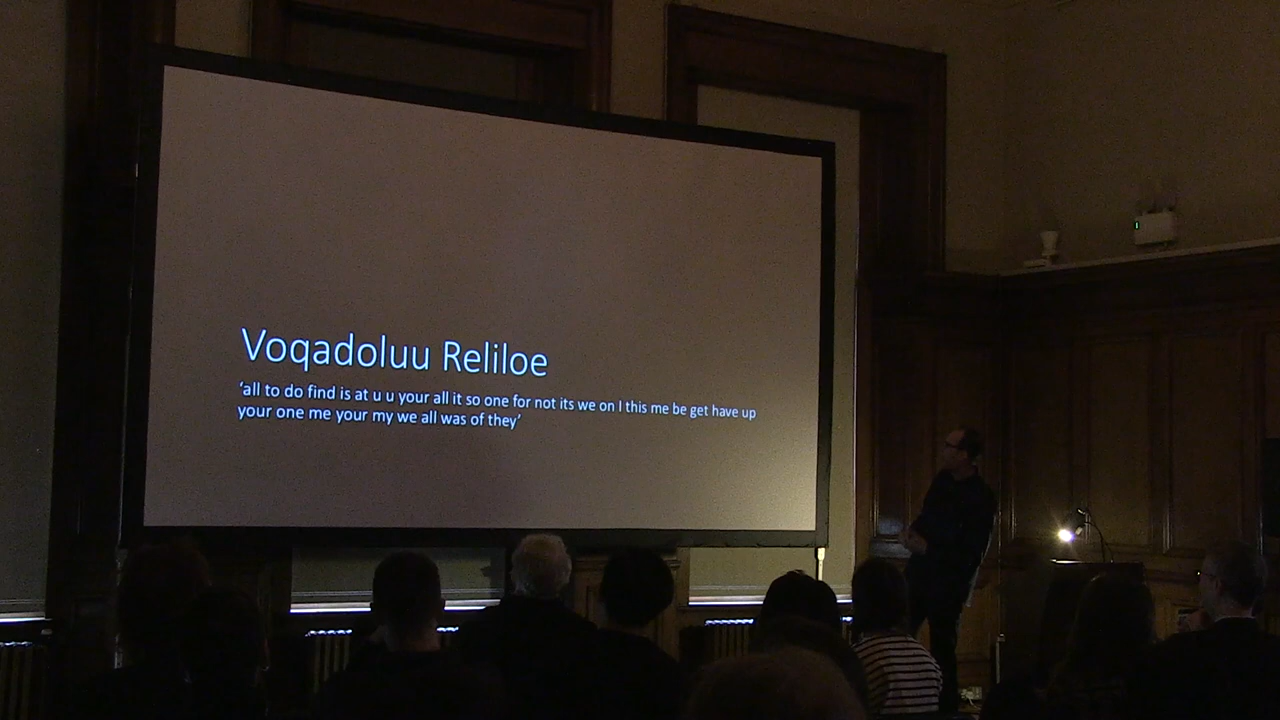 Voqadoluu Reliloe
‘all to do find is at u u your all it so one for not its we on I this me be get have up
your one me your my we all was of they’